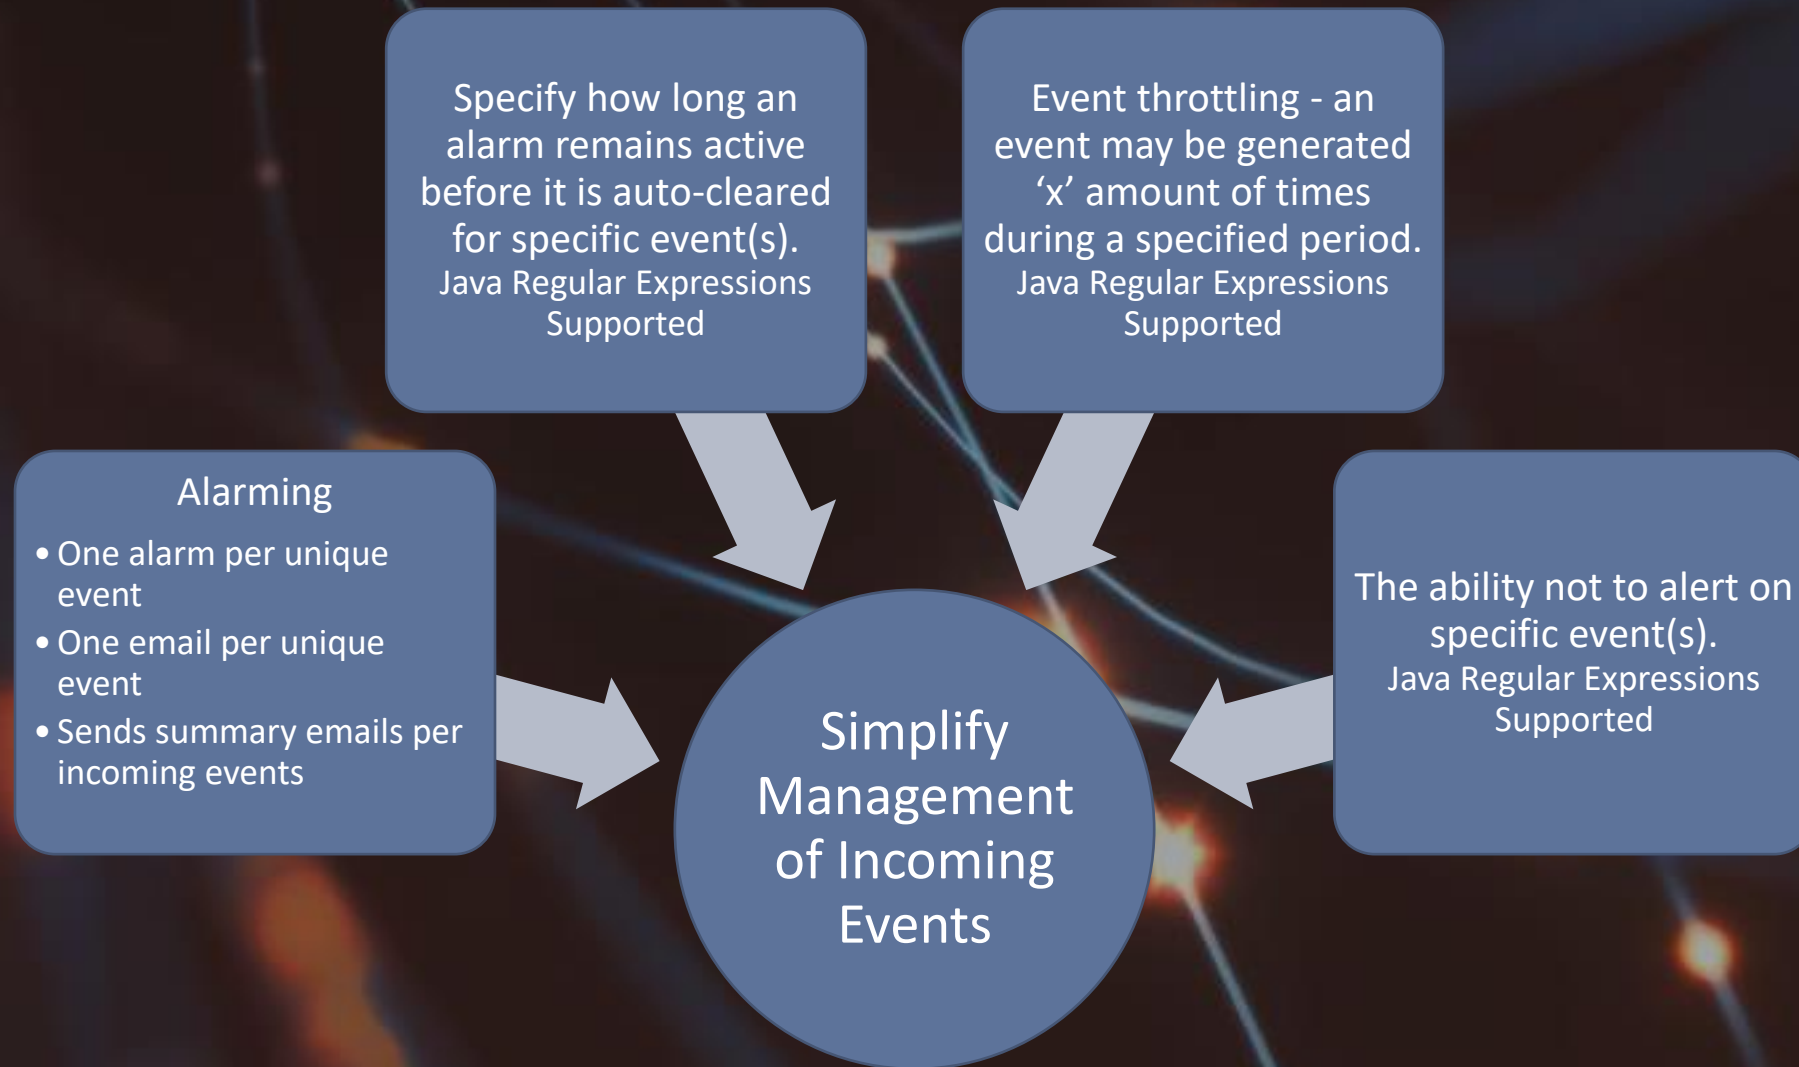 Specify how long an
alarm remains active
before it is auto-cleared
for specific event(s).
Java Regular Expressions
Supported
Event throttling - an
event may be generated
‘x’ amount of times
during a specified period.
Java Regular Expressions
Supported
Alarming
• One alarm per unique
event
• One email per unique
event
• Sends summary emails per
incoming events
The ability not to alert on
specific event(s).
Java Regular Expressions
Supported
Simplify
Management
of Incoming
Events